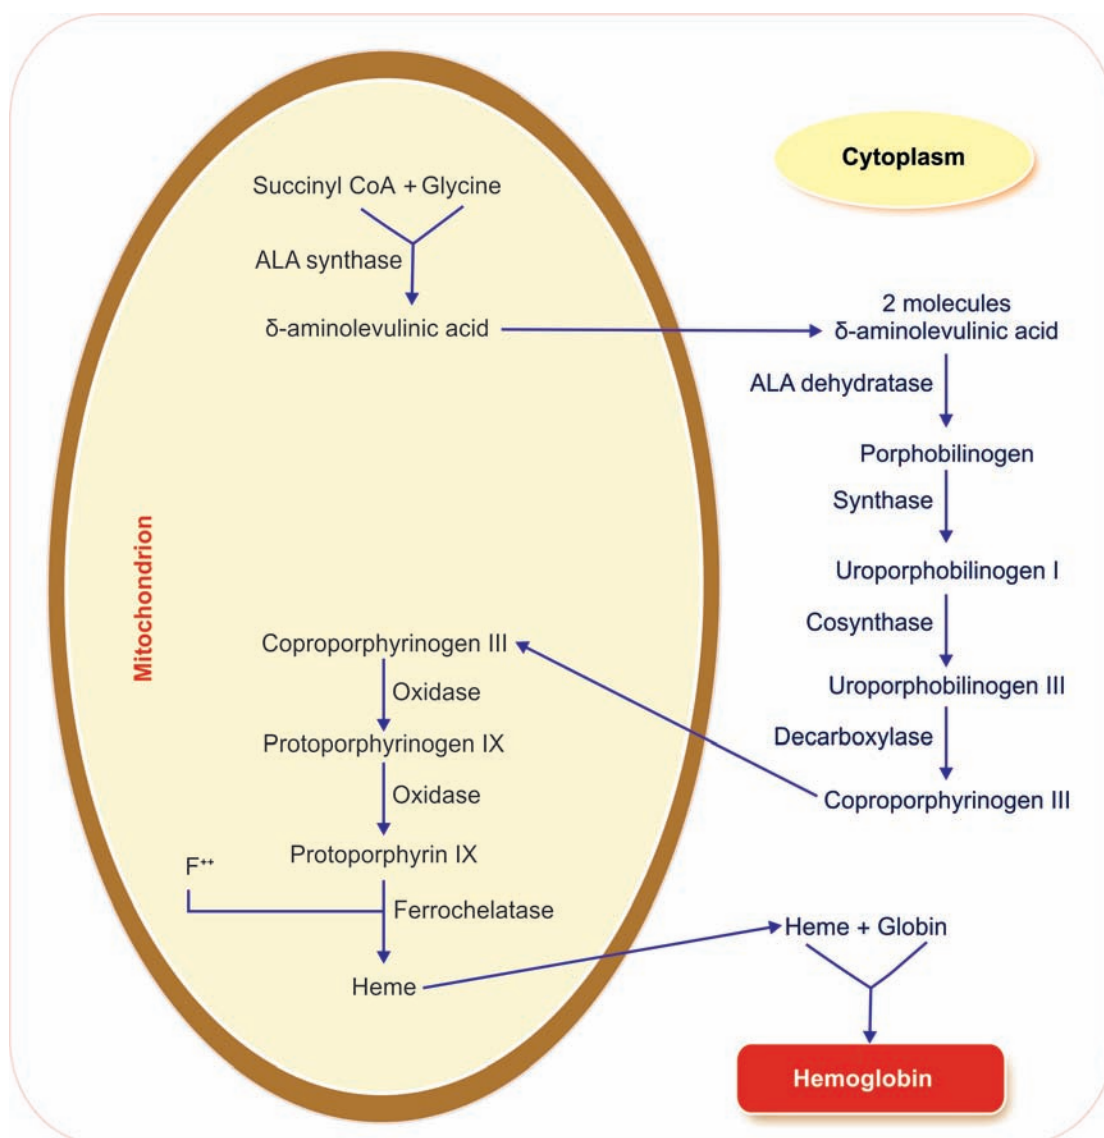 Cytoplasm
Succinyl CoA + Glycine
ALA synthase
δ-aminolevulinic acid
2 molecules
δ-aminolevulinic acid
ALA dehydratase
Porphobilinogen
Synthase
Uroporphobilinogen I
Cosynthase
Uroporphobilinogen III
Decarboxylase
Coproporphyrinogen III
Mitochondrion
Coproporphyrinogen III
Oxidase
Protoporphyrinogen IX
Oxidase
Protoporphyrin IX
F⁺⁺
Ferrochelatase
Heme
Heme + Globin
Hemoglobin